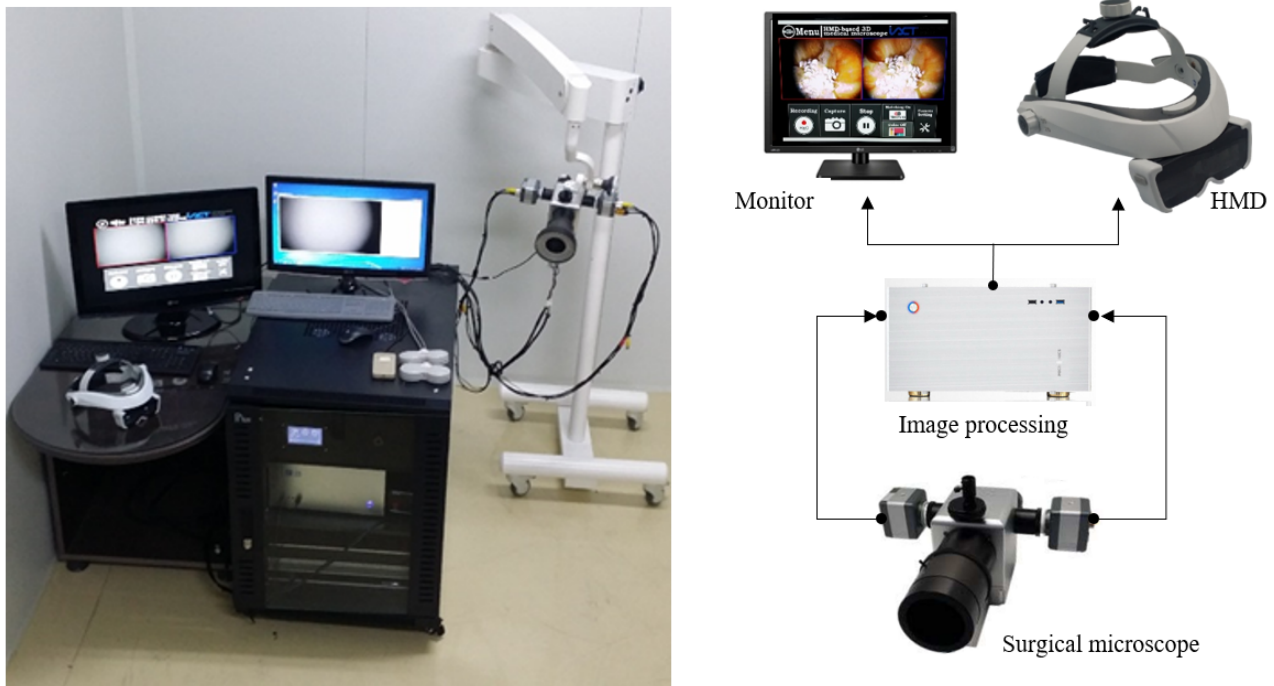 Menu
HMD-based 3D
medical microscope
Recording
Capture
Stop
Monitor
HMD
Image processing
Surgical microscope